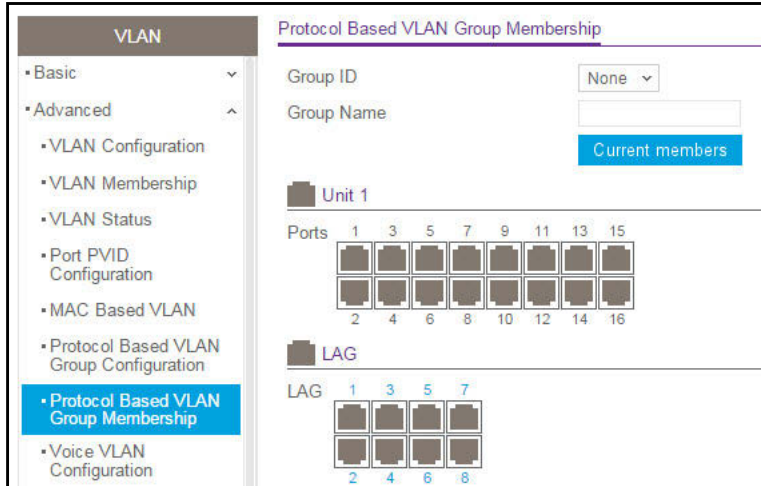 VLAN
Basic
Advanced
VLAN Configuration
VLAN Membership
VLAN Status
Port PVID
Configuration
MAC Based VLAN
Protocol Based VLAN
Group Configuration
Protocol Based VLAN
Group Membership
Voice VLAN
Configuration
Protocol Based VLAN Group Membership
Group ID None
Group Name
Current members
Unit 1
Ports 1 3 5 7 9 11 13 15
2 4 6 8 10 12 14 16
LAG
LAG 1 3 5 7
2 4 6 8